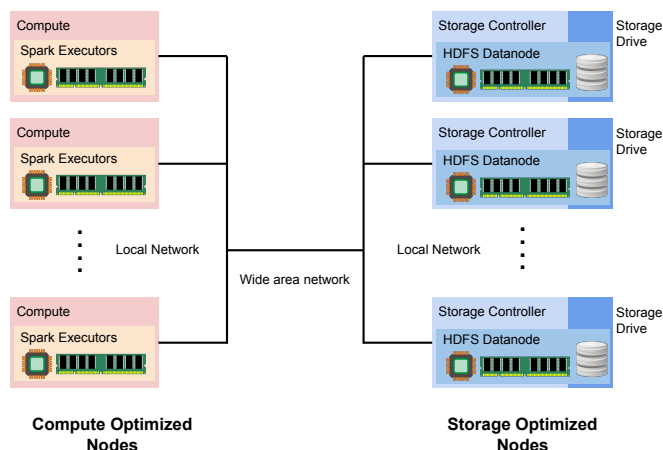 Compute
Spark Executors
Storage Controller
HDFS Datanode
Storage
Drive
Compute
Spark Executors
Storage Controller
HDFS Datanode
Storage
Drive
Local Network
Wide area network
Local Network
Compute
Spark Executors
Storage Controller
HDFS Datanode
Storage
Drive
Compute Optimized
Nodes
Storage Optimized
Nodes